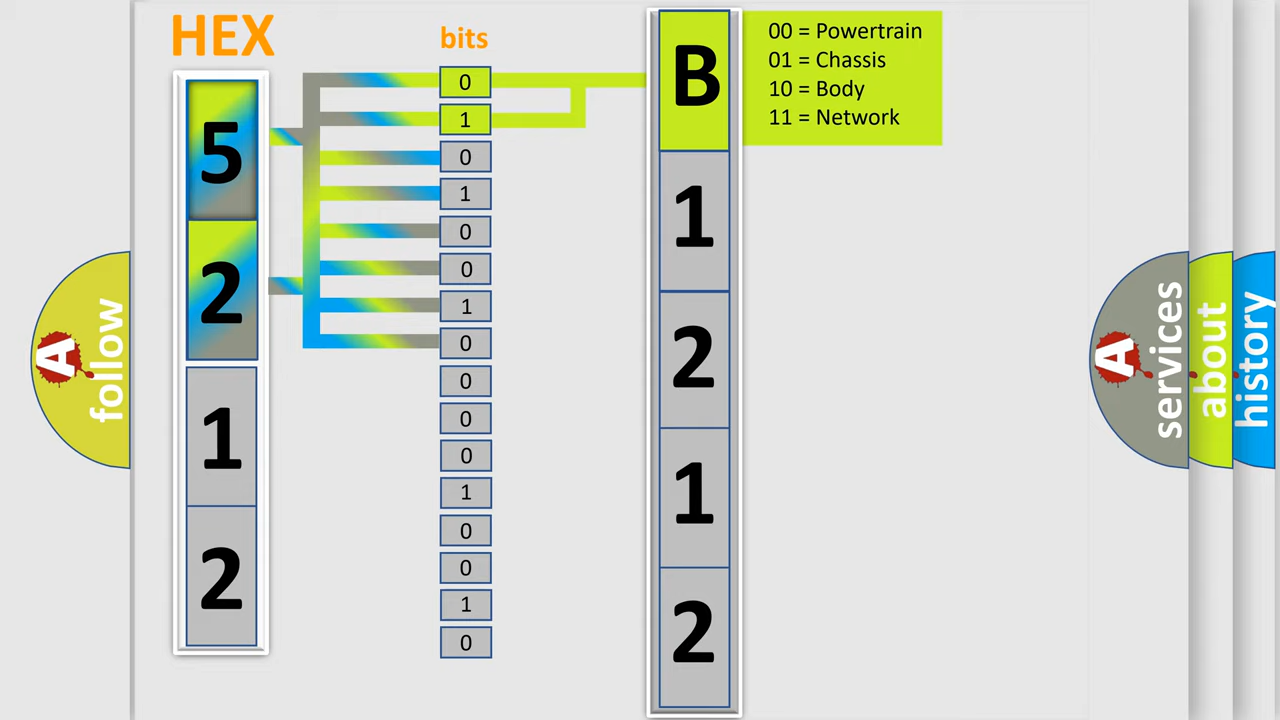 HEX
bits
5
2
1
2
0
1
0
1
0
0
1
0
0
0
0
1
0
0
1
0
B
1
2
1
2
00 = Powertrain
01 = Chassis
10 = Body
11 = Network
A
follow
A
services
about
history